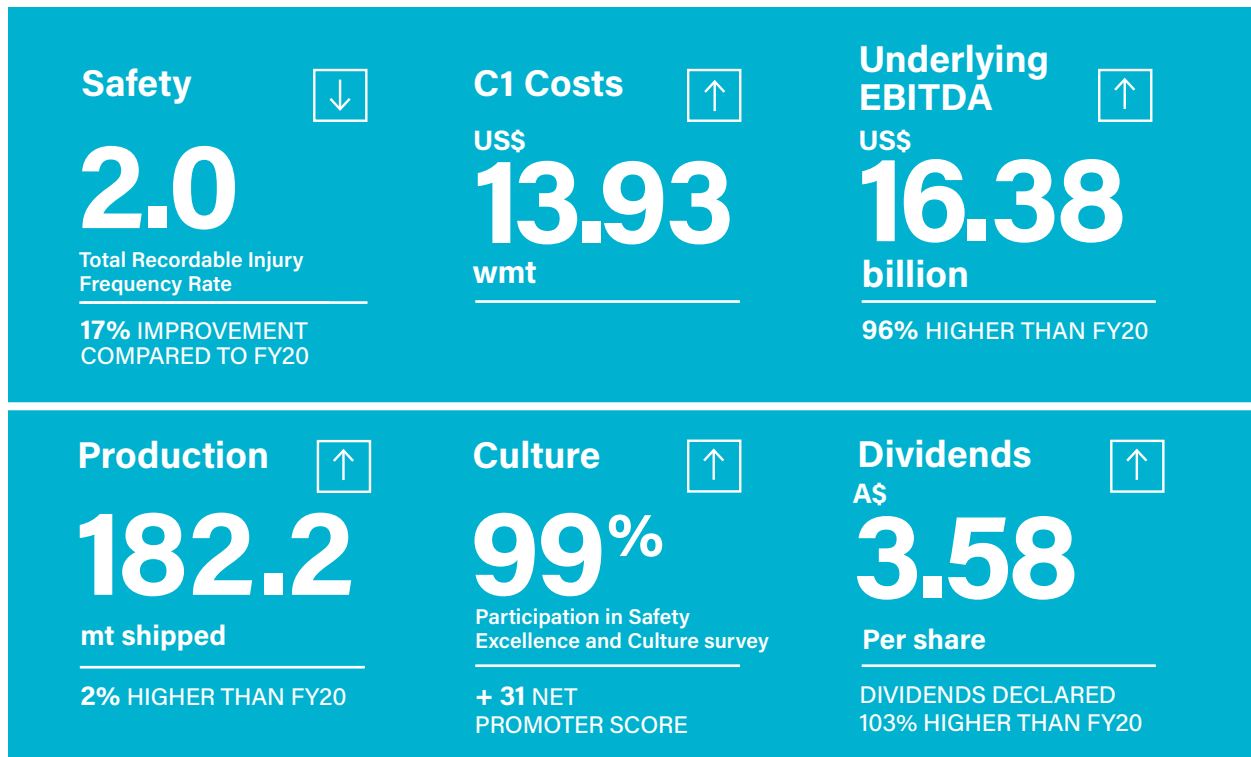 Safety
2.0
Total Recordable Injury
Frequency Rate
17% IMPROVEMENT
COMPARED TO FY20
C1 Costs
US$
13.93
wmt
Underlying
EBITDA
US$
16.38
billion
96% HIGHER THAN FY20
Production
182.2
mt shipped
2% HIGHER THAN FY20
Culture
99%
Participation in Safety
Excellence and Culture survey
+ 31 NET
PROMOTER SCORE
Dividends
A$
3.58
Per share
DIVIDENDS DECLARED
103% HIGHER THAN FY20